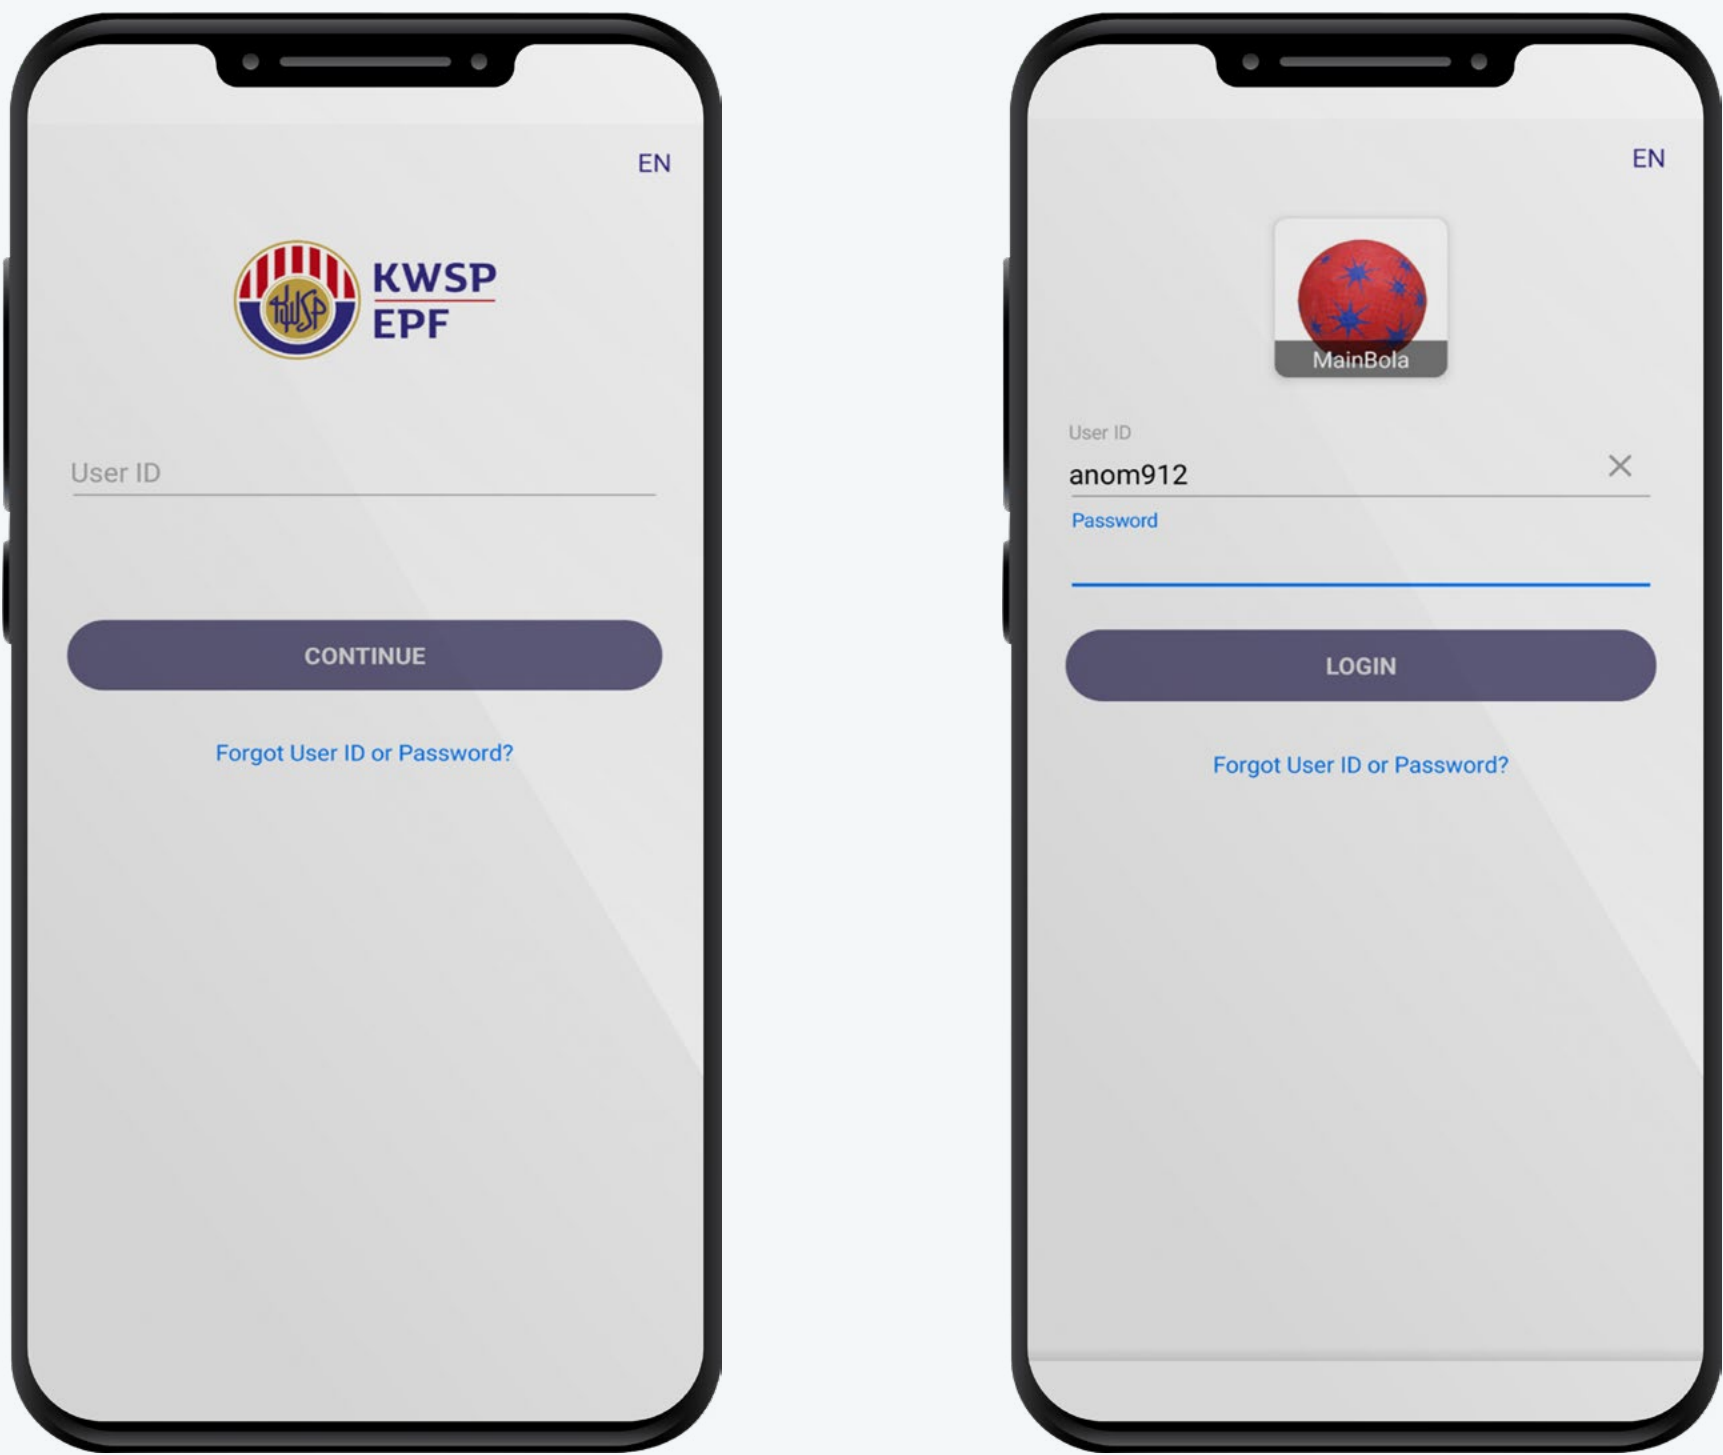 EN
KWSP
KWSP
EPF
User ID
CONTINUE
Forgot User ID or Password?
EN
MainBola
User ID
anom912
Password
LOGIN
Forgot User ID or Password?